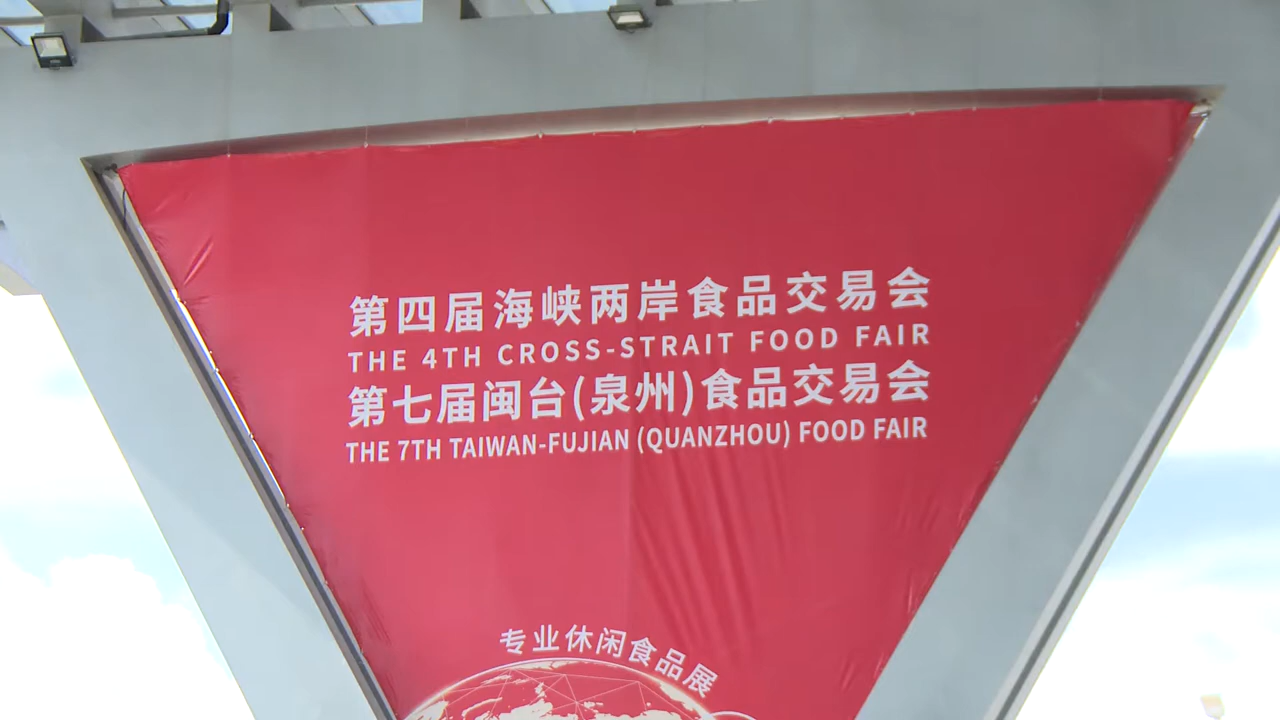 第四届海峡两岸食品交易会
THE 4TH CROSS-STRAIT FOOD FAIR
第七届闽台(泉州)食品交易会
THE 7TH TAIWAN-FUJIAN (QUANZHOU) FOOD FAIR
专业休闲食品展